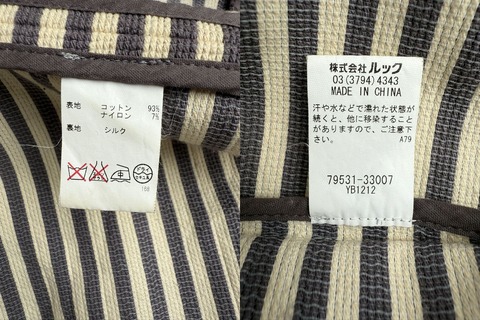 表地 コットン 93%
ナイロン 7%
裏地 シルク
株式会社 ルック
03(3794)4343
MADE IN CHINA
汗や水などで濡れた状態が
続くと、他に移染すること
がありますので、ご注意下
さい。 A79
79531-33007
YB1212